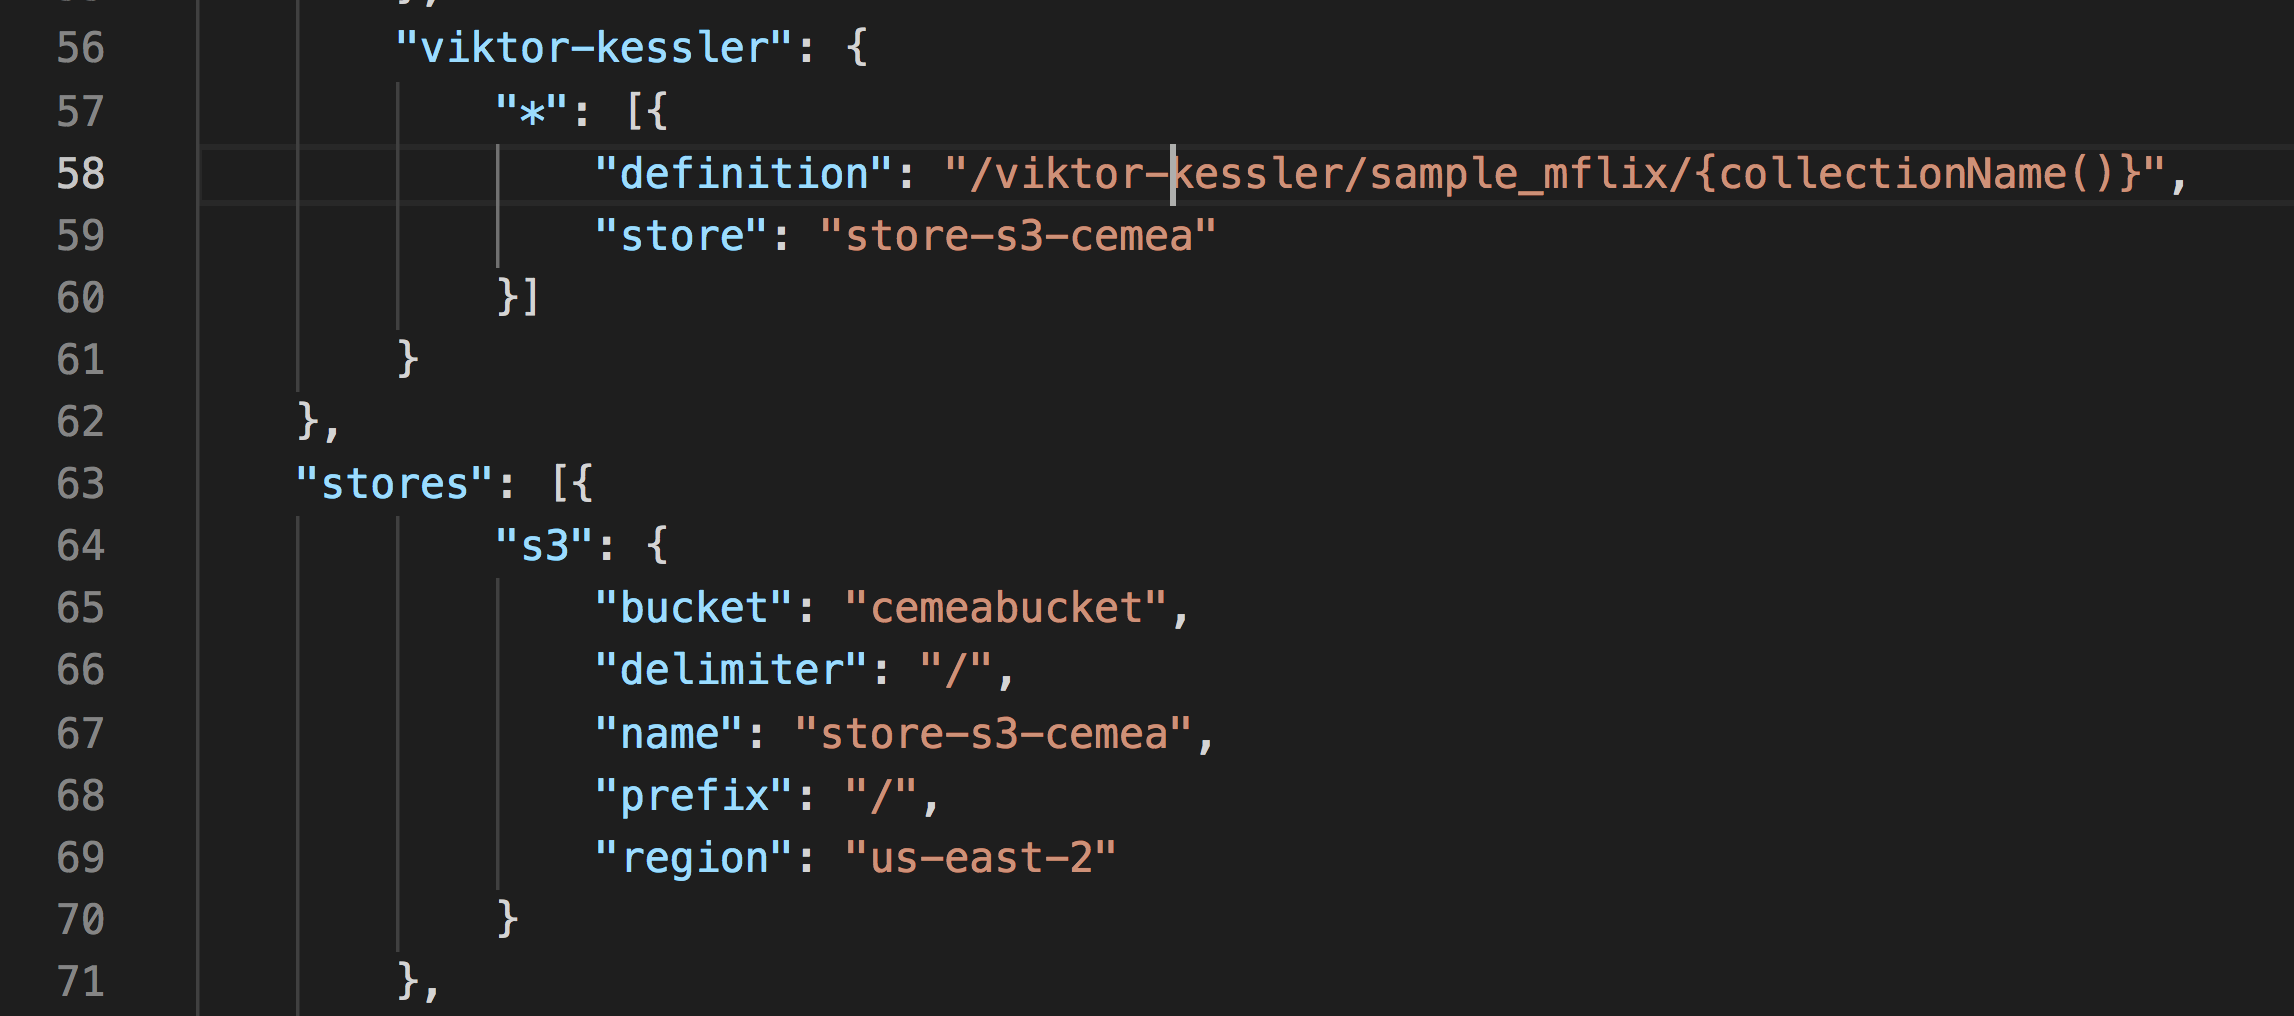 56 "viktor-kessler": {
57 "*": [{
58 "definition": "/viktor-kessler/sample_mflix/{collectionName()}",
59 "store": "store-s3-cemea"
60 }]
61 }
62 },
63 "stores": [{
64 "s3": {
65 "bucket": "cemeabucket",
66 "delimiter": "/",
67 "name": "store-s3-cemea",
68 "prefix": "/",
69 "region": "us-east-2"
70 }
71 },